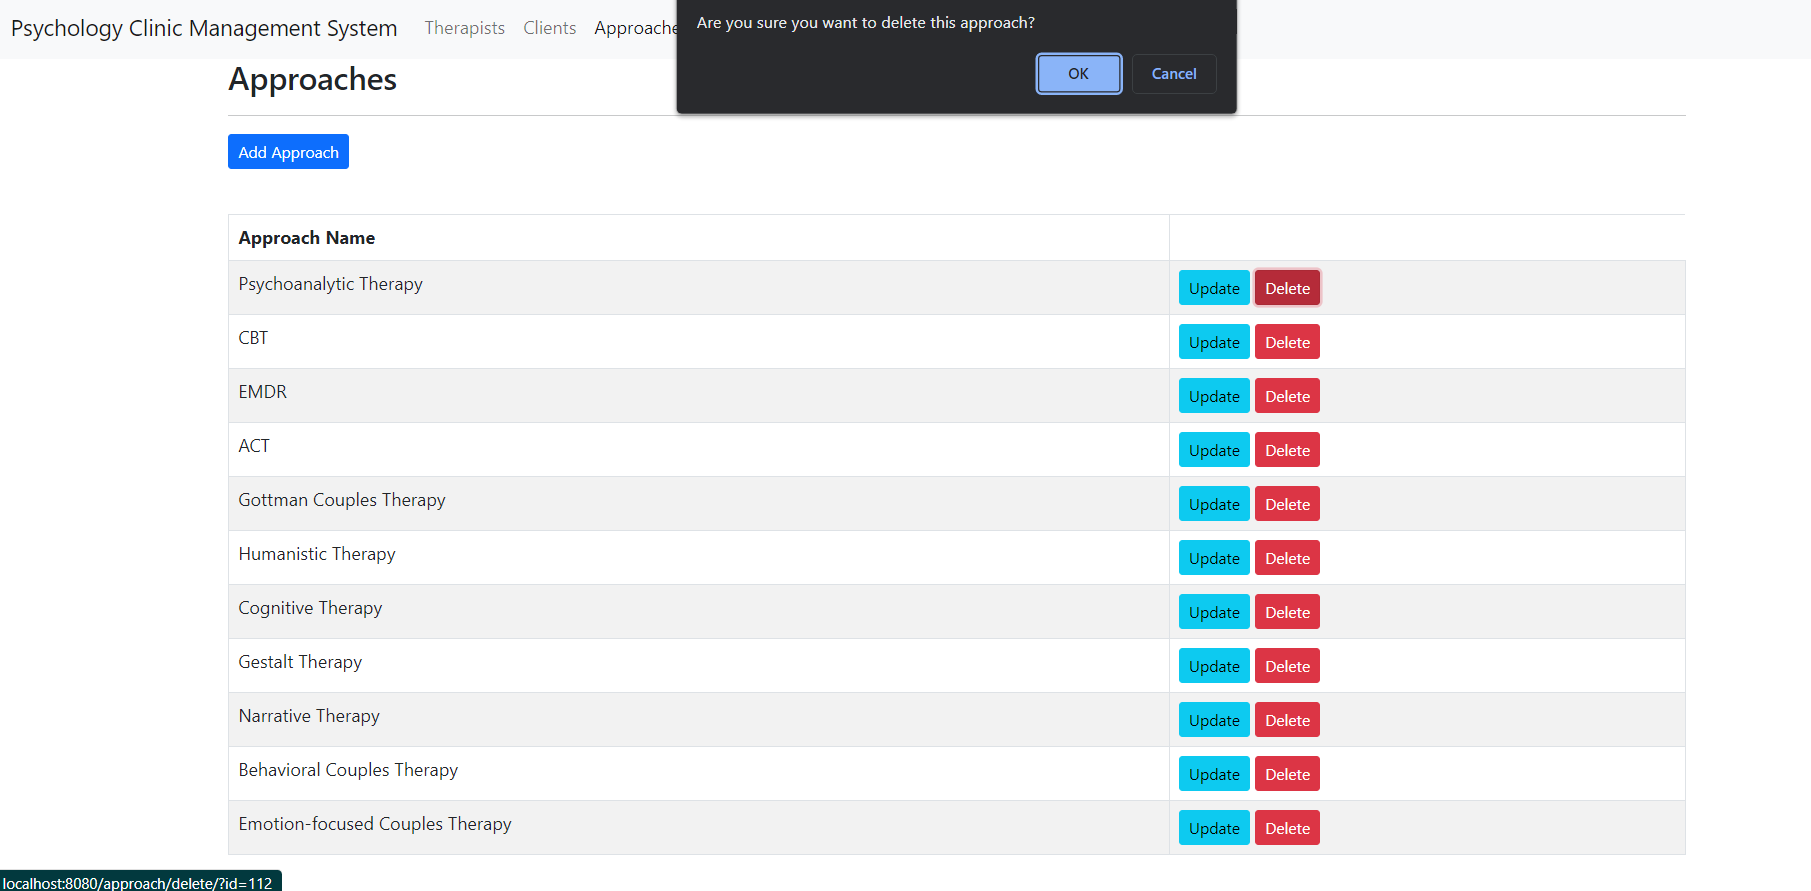 Psychology Clinic Management System Therapists Clients Approache
Are you sure you want to delete this approach?
OK Cancel
Approaches
Add Approach
Approach Name
Psychoanalytic Therapy Update Delete
CBT Update Delete
EMDR Update Delete
ACT Update Delete
Gottman Couples Therapy Update Delete
Humanistic Therapy Update Delete
Cognitive Therapy Update Delete
Gestalt Therapy Update Delete
Narrative Therapy Update Delete
Behavioral Couples Therapy Update Delete
Emotion-focused Couples Therapy Update Delete
localhost:8080/approach/delete/?id=112